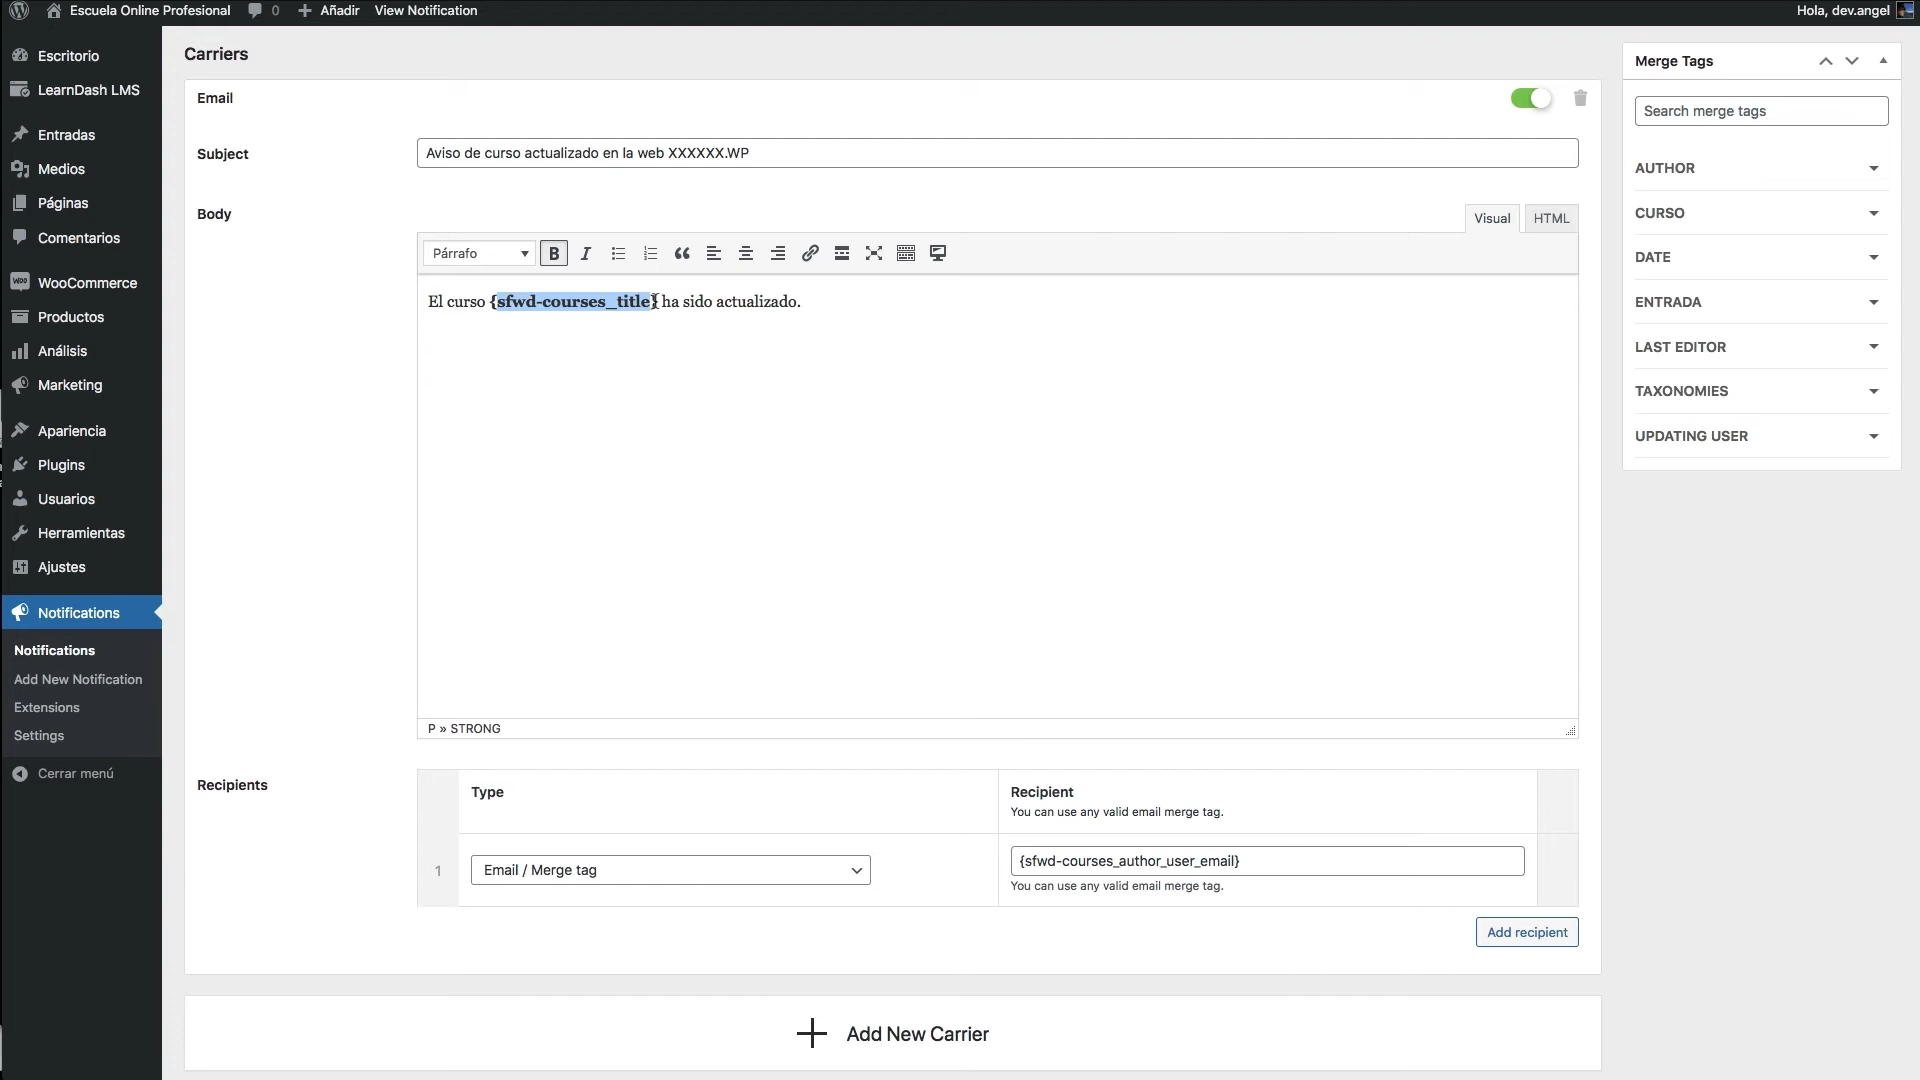 Escuela Online Profesional
0
Añadir
View Notification
Hola, dev.angel
Escritorio
LearnDash LMS
Entradas
Medios
Páginas
Comentarios
WooCommerce
Productos
Análisis
Marketing
Apariencia
Plugins
Usuarios
Herramientas
Ajustes
Notifications
Notifications
Add New Notification
Extensions
Settings
Cerrar menú
Carriers
Email
Subject
Aviso de curso actualizado en la web XXXXXX.WP
Body
Visual
HTML
Párrafo
B
I
El curso {sfwd-courses_title} ha sido actualizado.
P » STRONG
Recipients
Type
Recipient
You can use any valid email merge tag.
1
Email / Merge tag
{sfwd-courses_author_user_email}
You can use any valid email merge tag.
Add recipient
Add New Carrier
Merge Tags
Search merge tags
AUTHOR
CURSO
DATE
ENTRADA
LAST EDITOR
TAXONOMIES
UPDATING USER